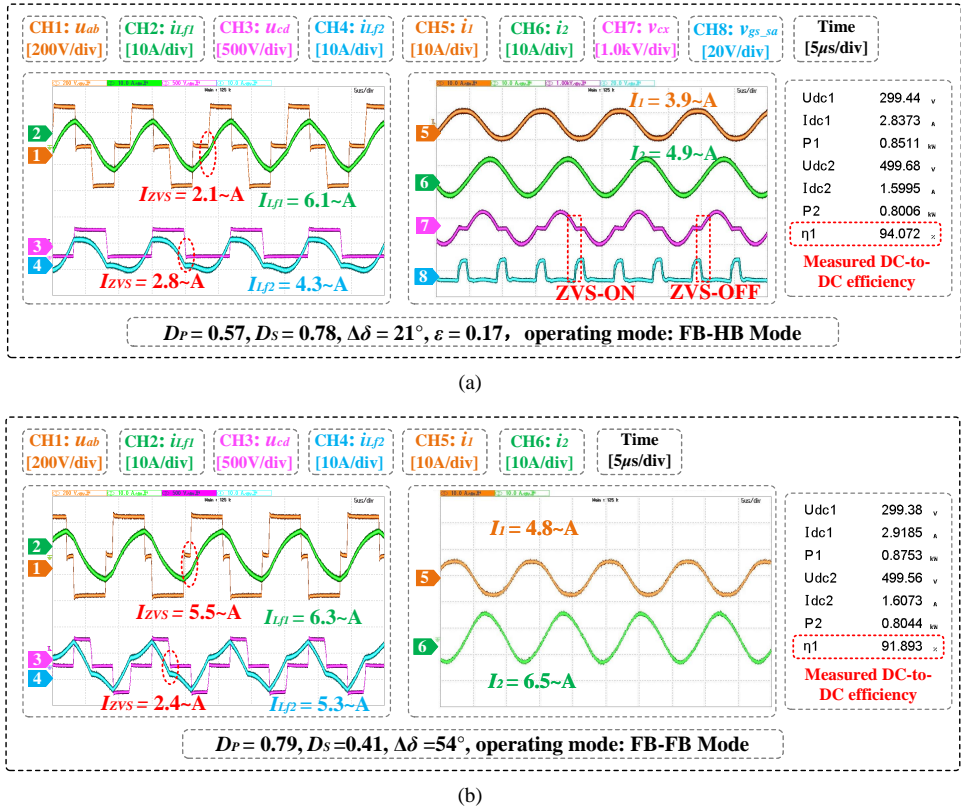 (a)
CH1: uab
[200V/div]
CH2: iLf1
[10A/div]
CH3: ucd
[500V/div]
CH4: iLf2
[10A/div]
CH5: i1
[10A/div]
CH6: i2
[10A/div]
CH7: vcx
[1.0kV/div]
CH8: vgs_sa
[20V/div]
Time
[5μs/div]
5us/div
2
1
IZVS = 2.1~A
ILf1 = 6.1~A
3
4
IZVS = 2.8~A
ILf2 = 4.3~A
5us/div
I1 = 3.9~A
5
I2 = 4.9~A
6
7
8
ZVS-ON
ZVS-OFF
Udc1 299.44 v
Idc1 2.8373 A
P1 0.8511 kW
Udc2 499.68 v
Idc2 1.5995 A
P2 0.8006 kW
η1 94.072 %
Measured DC-to-
DC efficiency
DP = 0.57, DS = 0.78, Δδ = 21°, ε = 0.17, operating mode: FB-HB Mode
CH1: uab
[200V/div]
CH2: iLf1
[10A/div]
CH3: ucd
[500V/div]
CH4: iLf2
[10A/div]
CH5: i1
[10A/div]
CH6: i2
[10A/div]
Time
[5μs/div]
5us/div
2
1
IZVS = 5.5~A
ILf1 = 6.3~A
3
4
IZVS = 2.4~A
ILf2 = 5.3~A
5us/div
I1 = 4.8~A
5
6
I2 = 6.5~A
Udc1 299.38 v
Idc1 2.9185 A
P1 0.8753 kW
Udc2 499.56 v
Idc2 1.6073 A
P2 0.8044 kW
η1 91.893 %
Measured DC-to-
DC efficiency
DP = 0.79, DS =0.41, Δδ =54°, operating mode: FB-FB Mode
(b)